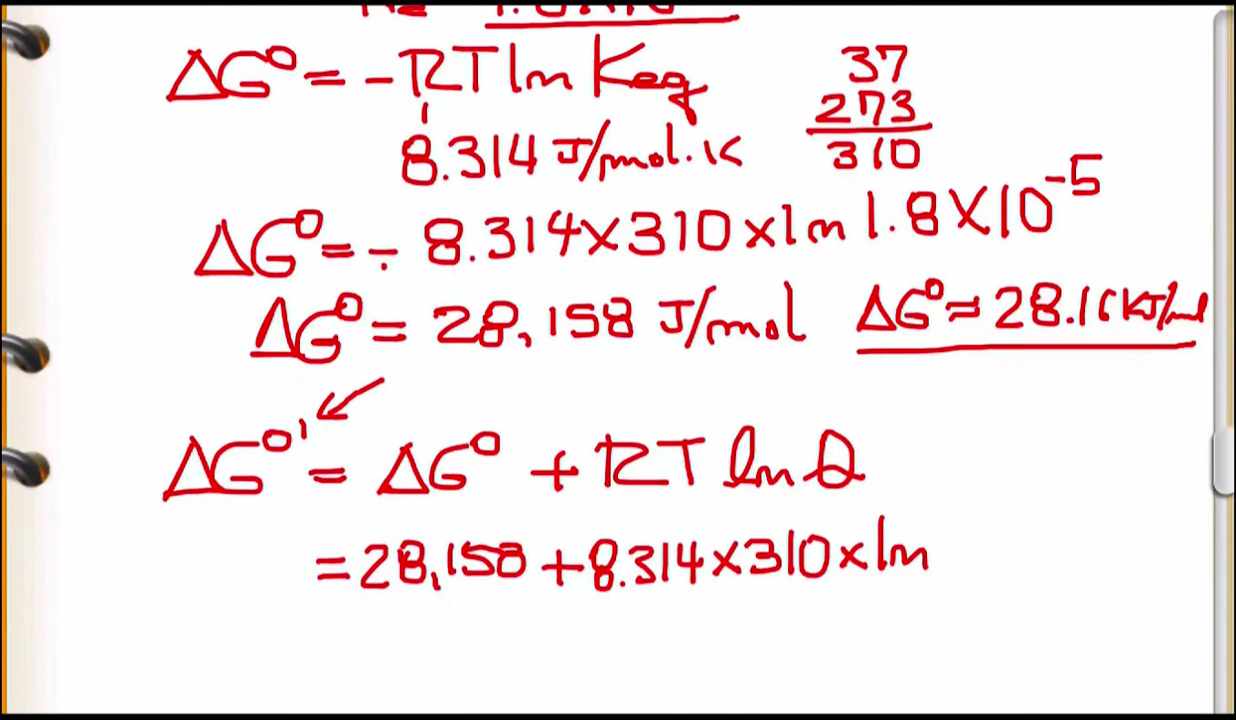 ΔG° = -RT ln Keq
37
273
310
8.314 J/mol.K
ΔG° = - 8.314×310×ln 1.8×10⁻⁵
ΔG° = 28,158 J/mol
ΔG° = 28.16 KJ/mol
ΔG°' = ΔG° + RT ln Q
= 28,158 + 8.314×310×ln